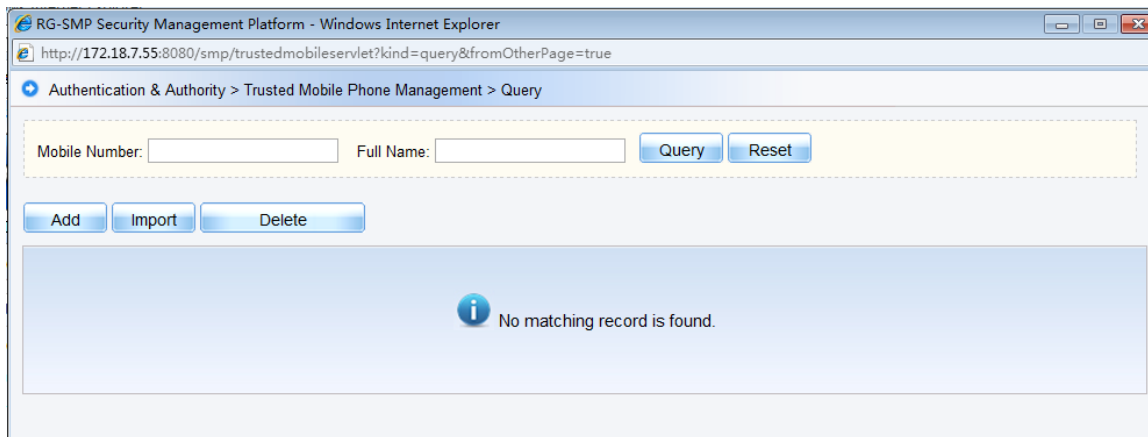 RG-SMP Security Management Platform - Windows Internet Explorer
http://172.18.7.55:8080/smp/trustedmobileservlet?kind=query&fromOtherPage=true
Authentication & Authority > Trusted Mobile Phone Management > Query
Mobile Number: Full Name: Query Reset
Add Import Delete
No matching record is found.